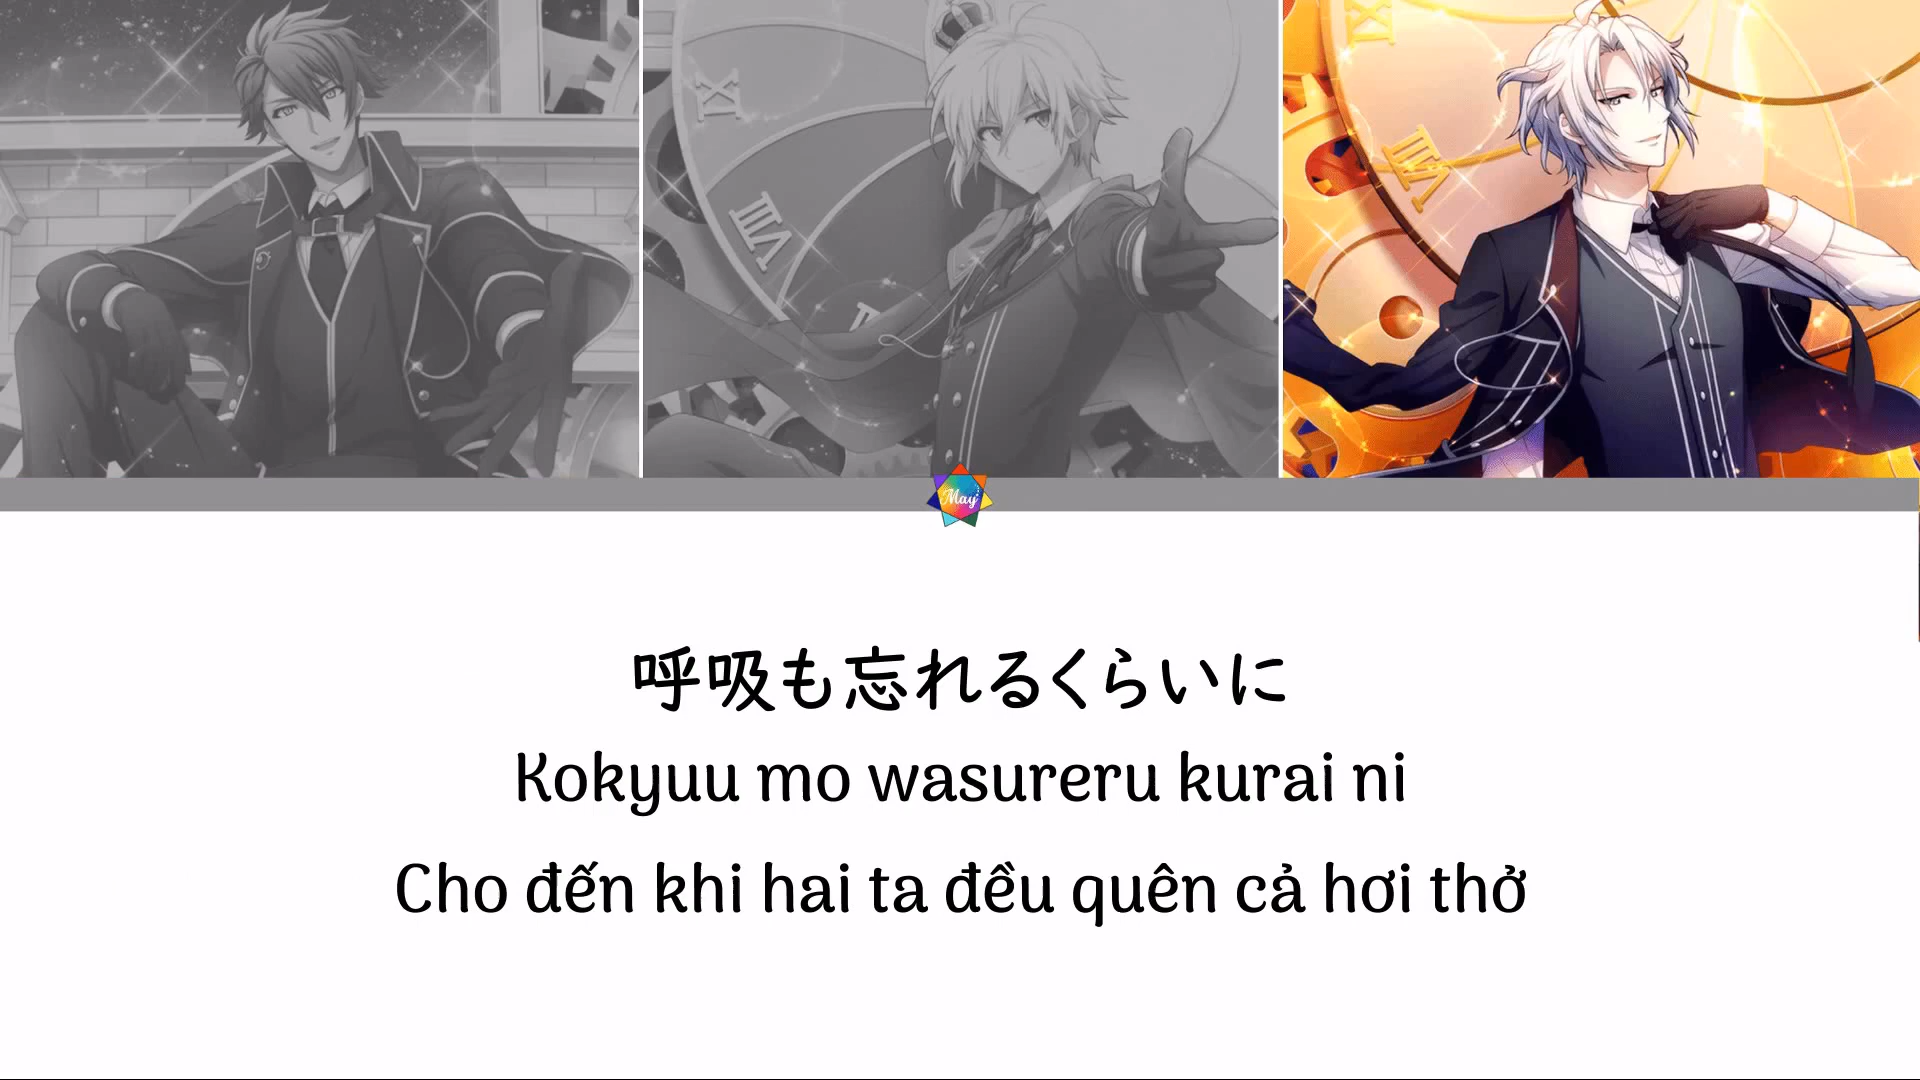 May
呼吸も忘れるくらいに
Kokyuu mo wasureru kurai ni
Cho đến khi hai ta đều quên cả hơi thở